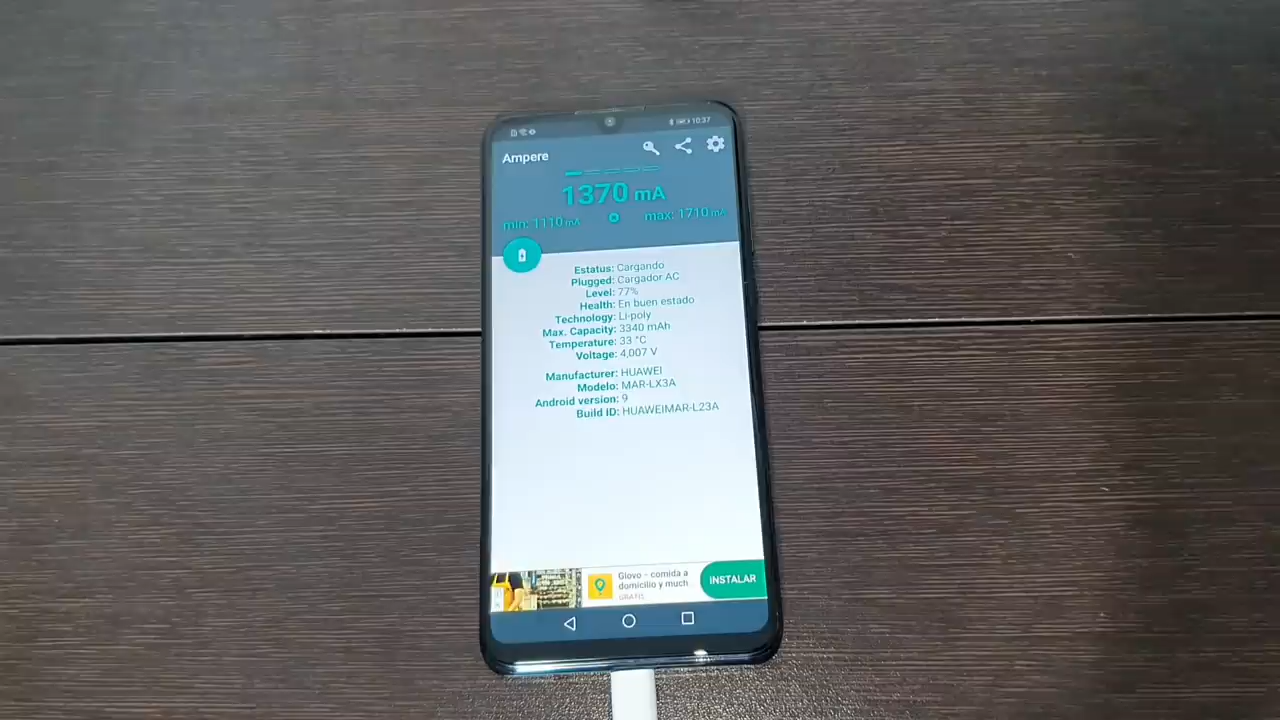 10:37
Ampere
1370 mA
min: 1110 mA max: 1710 mA
Estatus: Cargando
Plugged: Cargador AC
Level: 77%
Health: En buen estado
Technology: Li-poly
Max. Capacity: 3340 mAh
Temperature: 33 °C
Voltage: 4,007 V
Manufacturer: HUAWEI
Modelo: MAR-LX3A
Android version: 9
Build ID: HUAWEIMAR-L23A
Glovo - comida a
domicilio y much
GRATIS
INSTALAR